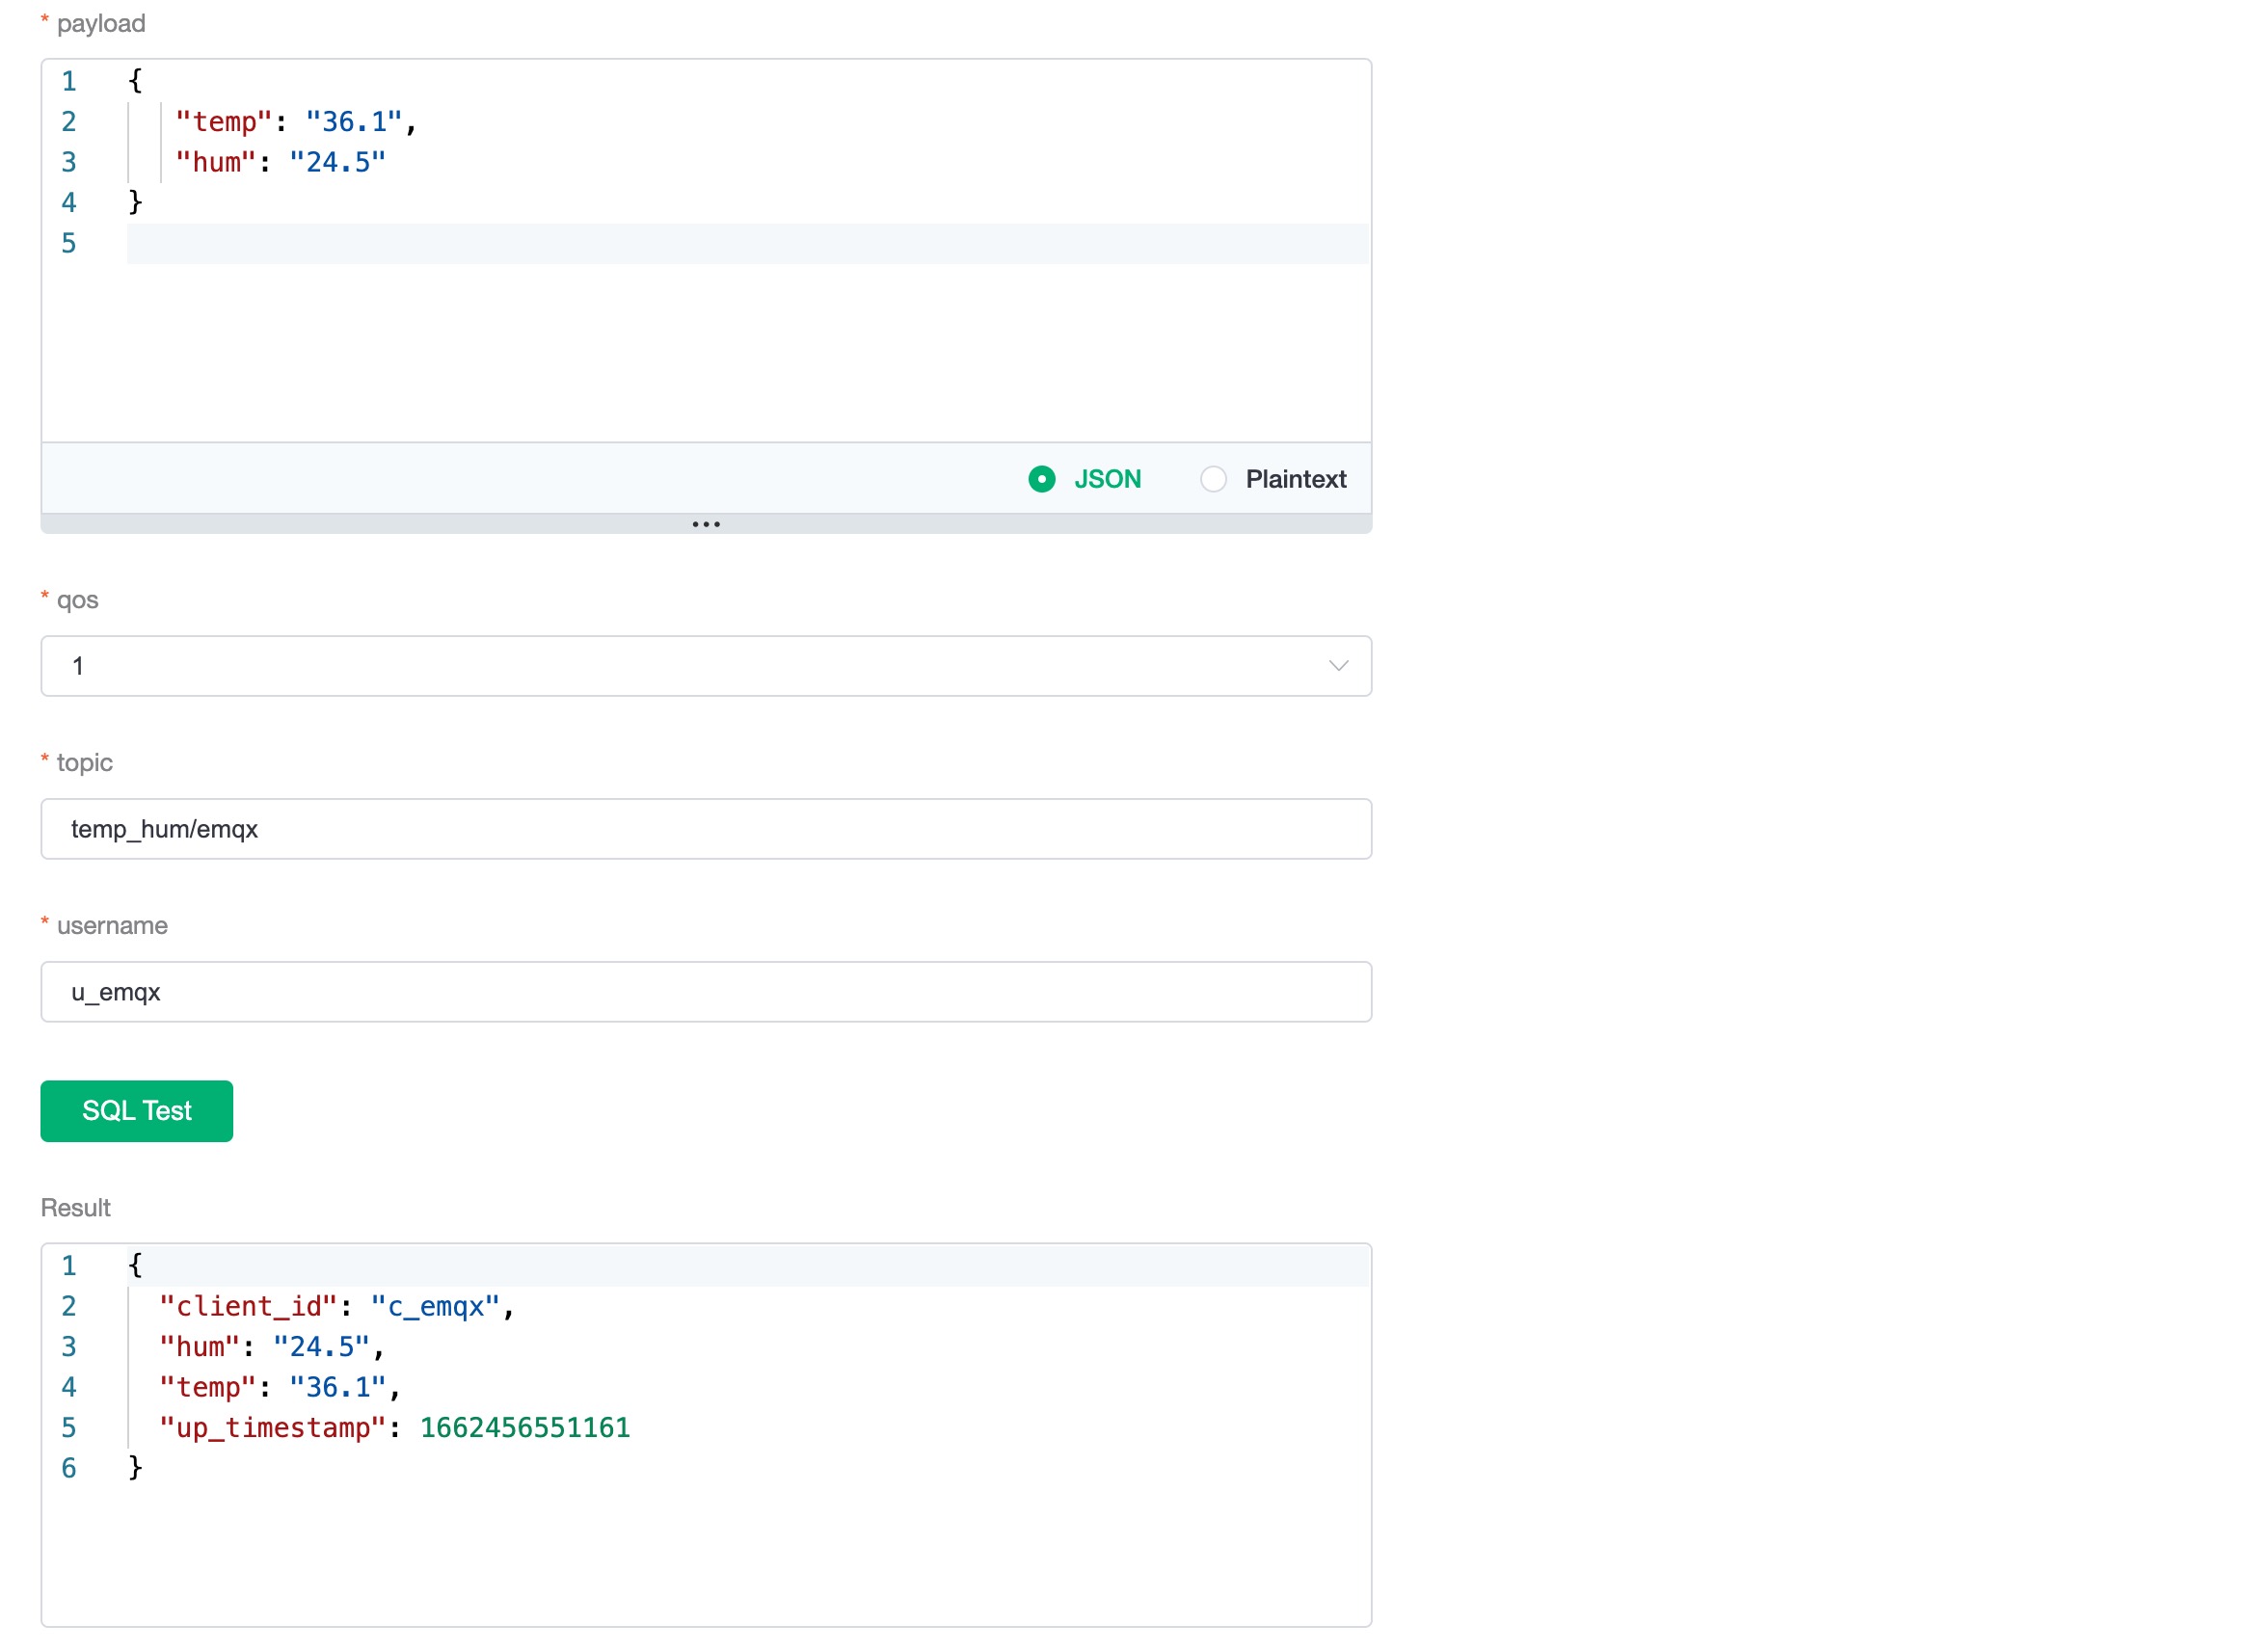 * payload
1 {
2 "temp": "36.1",
3 "hum": "24.5"
4 }
5
JSON Plaintext
* qos
1
* topic
temp_hum/emqx
* username
u_emqx
SQL Test
Result
1 {
2 "client_id": "c_emqx",
3 "hum": "24.5",
4 "temp": "36.1",
5 "up_timestamp": 1662456551161
6 }